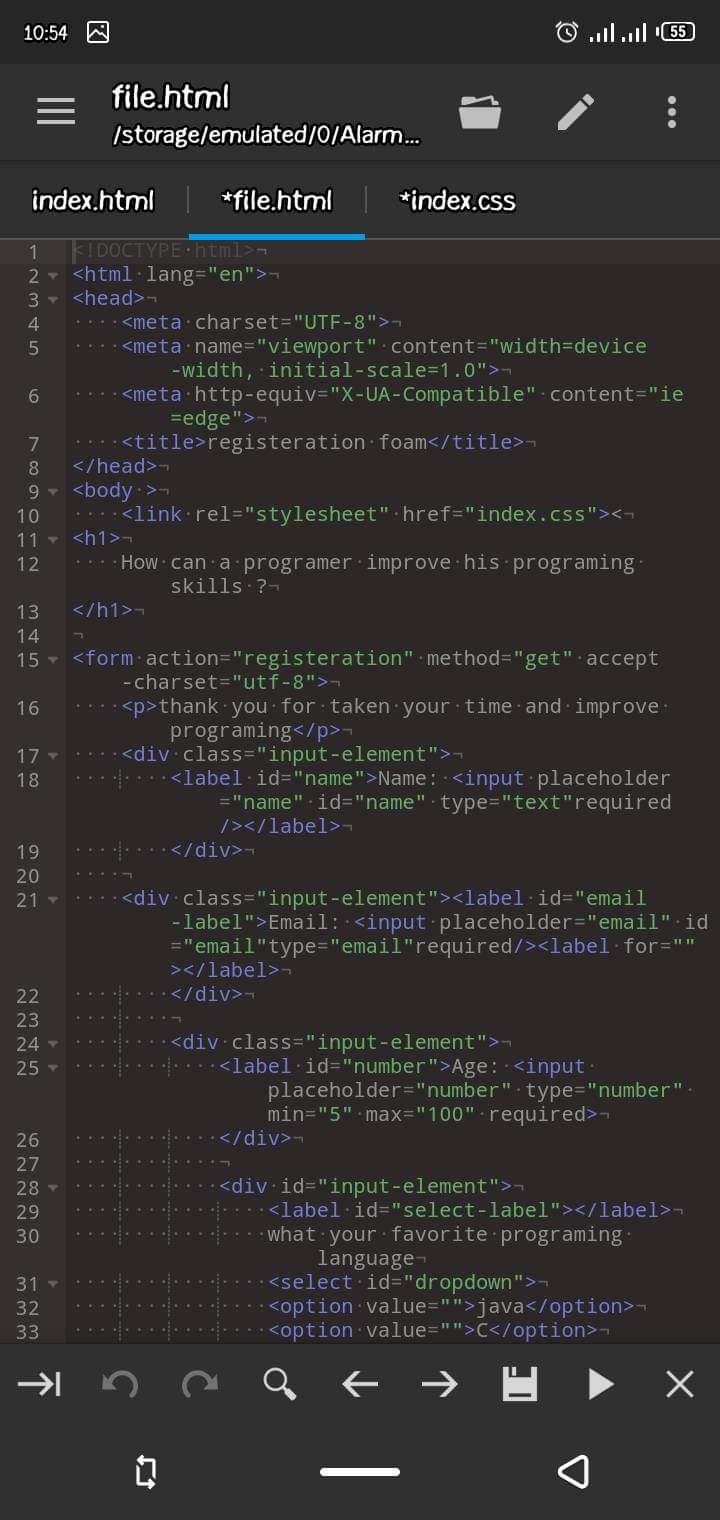 10:54
55
file.html
/storage/emulated/0/Alarm...
index.html
*file.html
*index.css
1 <!DOCTYPE html>
2 <html lang="en">
3 <head>
4 <meta charset="UTF-8">
5 <meta name="viewport" content="width=device
-width, initial-scale=1.0">
6 <meta http-equiv="X-UA-Compatible" content="ie
=edge">
7 <title>registeration foam</title>
8 </head>
9 <body >
10 <link rel="stylesheet" href="index.css"><
11 <h1>
12 How can a programer improve his programing
skills ?
13 </h1>
14
15 <form action="registeration" method="get" accept
-charset="utf-8">
16 <p>thank you for taken your time and improve
programing</p>
17 <div class="input-element">
18 <label id="name">Name: <input placeholder
="name" id="name" type="text"required
/></label>
19 </div>
20
21 <div class="input-element"><label id="email
-label">Email: <input placeholder="email" id
="email"type="email"required/><label for=""
></label>
22 </div>
23
24 <div class="input-element">
25 <label id="number">Age: <input
placeholder="number" type="number"
min="5" max="100" required>
26 </div>
27
28 <div id="input-element">
29 <label id="select-label"></label>
30 what your favorite programing
language
31 <select id="dropdown">
32 <option value="">java</option>
33 <option value="">C</option>